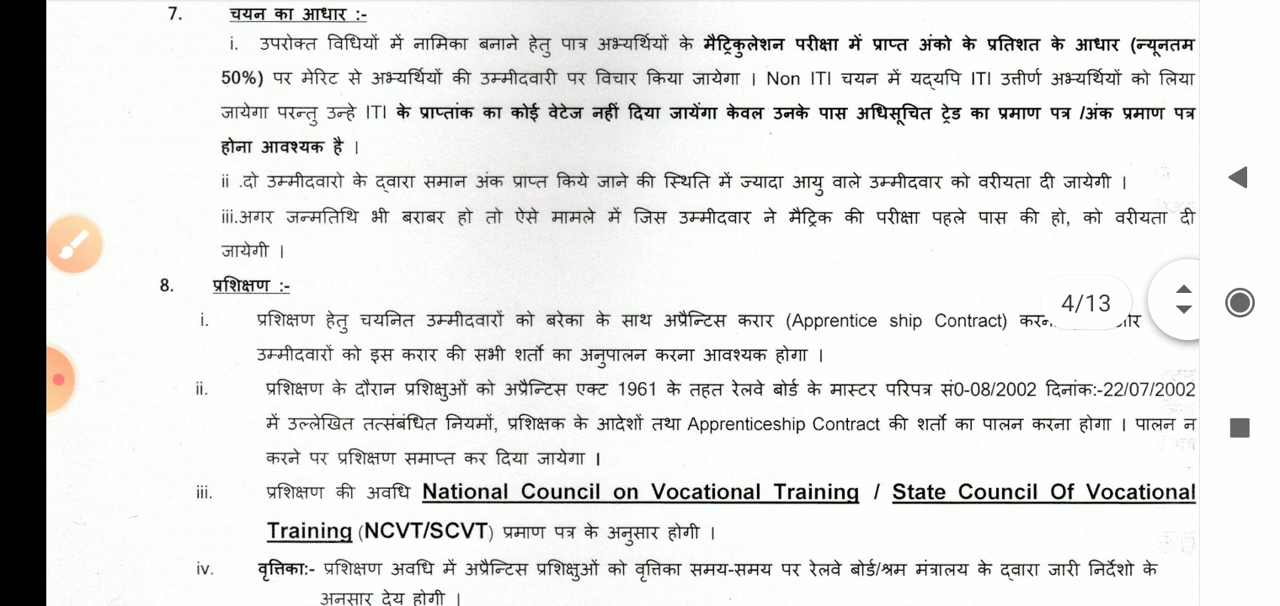 7. चयन का आधार :-
i. उपरोक्त विधियों में नामिका बनाने हेतु पात्र अभ्यर्थियों के मैट्रिकुलेशन परीक्षा में प्राप्त अंको के प्रतिशत के आधार (न्यूनतम
50%) पर मेरिट से अभ्यर्थियों की उम्मीदवारी पर विचार किया जायेगा । Non ITI चयन में यद्यपि ITI उत्तीर्ण अभ्यर्थियों को लिया
जायेगा परन्तु उन्हे ITI के प्राप्तांक का कोई वेटेज नहीं दिया जायेंगा केवल उनके पास अधिसूचित ट्रेड का प्रमाण पत्र /अंक प्रमाण पत्र
होना आवश्यक है ।
ii .दो उम्मीदवारो के द्वारा समान अंक प्राप्त किये जाने की स्थिति में ज्यादा आयु वाले उम्मीदवार को वरीयता दी जायेगी ।
iii.अगर जन्मतिथि भी बराबर हो तो ऐसे मामले में जिस उम्मीदवार ने मैट्रिक की परीक्षा पहले पास की हो, को वरीयता दी
जायेगी ।
8. प्रशिक्षण :-
4/13
i. प्रशिक्षण हेतु चयनित उम्मीदवारों को बरेका के साथ अप्रैन्टिस करार (Apprentice ship Contract)
उम्मीदवारों को इस करार की सभी शर्तो का अनुपालन करना आवश्यक होगा ।
ii. प्रशिक्षण के दौरान प्रशिक्षुओं को अप्रैन्टिस एक्ट 1961 के तहत रेलवे बोर्ड के मास्टर परिपत्र सं0-08/2002 दिनांक:-22/07/2002
में उल्लेखित तत्संबंधित नियमों, प्रशिक्षक के आदेशों तथा Apprenticeship Contract की शर्तो का पालन करना होगा । पालन न
करने पर प्रशिक्षण समाप्त कर दिया जायेगा ।
iii. प्रशिक्षण की अवधि National Council on Vocational Training / State Council Of Vocational
Training (NCVT/SCVT) प्रमाण पत्र के अनुसार होगी ।
iv. वृत्तिका:- प्रशिक्षण अवधि में अप्रैन्टिस प्रशिक्षुओं को वृत्तिका समय-समय पर रेलवे बोर्ड/श्रम मंत्रालय के द्वारा जारी निर्देशो के
अनुसार देय होगी ।